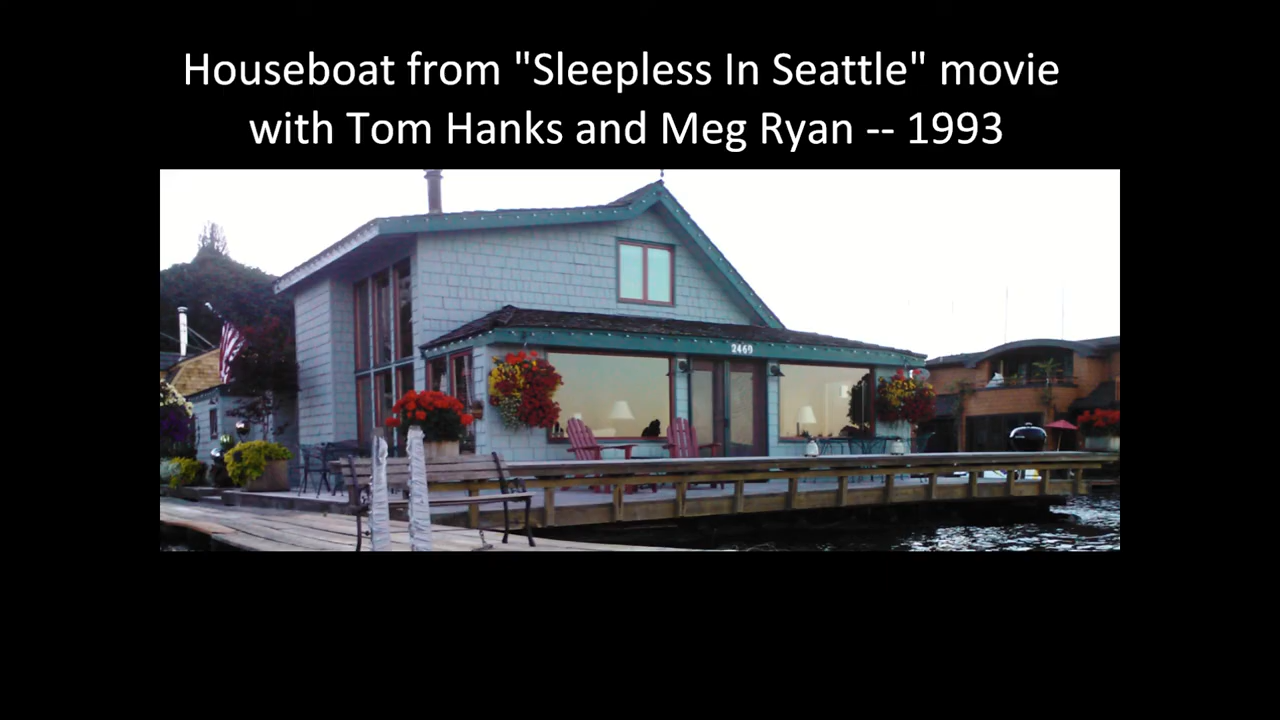 Houseboat from "Sleepless In Seattle" movie
with Tom Hanks and Meg Ryan -- 1993
2460